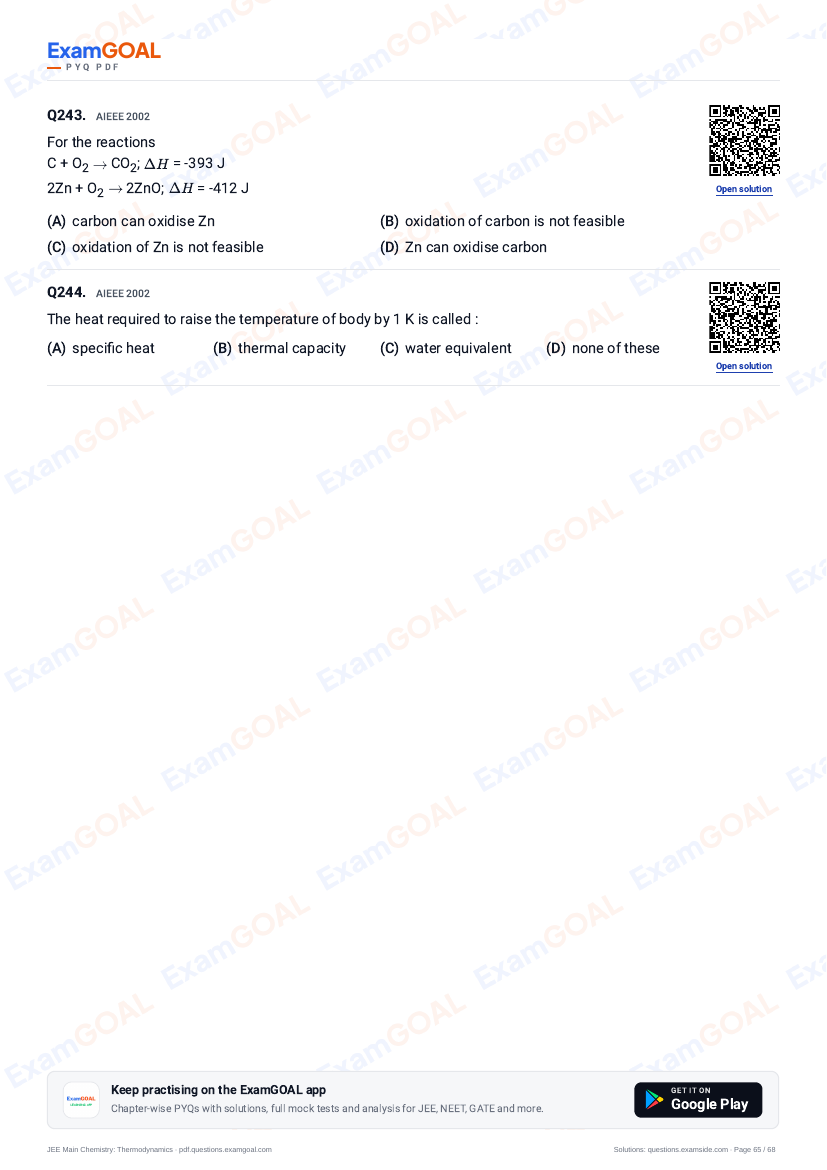 ExamGOAL
PYQ PDF
Q243. AIEEE 2002
For the reactions
C + O2 → CO2; ΔH = -393 J
2Zn + O2 → 2ZnO; ΔH = -412 J
(A) carbon can oxidise Zn (B) oxidation of carbon is not feasible
(C) oxidation of Zn is not feasible (D) Zn can oxidise carbon
Open solution
Q244. AIEEE 2002
The heat required to raise the temperature of body by 1 K is called :
(A) specific heat (B) thermal capacity (C) water equivalent (D) none of these
Open solution
Keep practising on the ExamGOAL app
Chapter-wise PYQs with solutions, full mock tests and analysis for JEE, NEET, GATE and more.
GET IT ON
Google Play
JEE Main Chemistry: Thermodynamics · pdf.questions.examgoal.com Solutions: questions.examside.com · Page 65 / 68